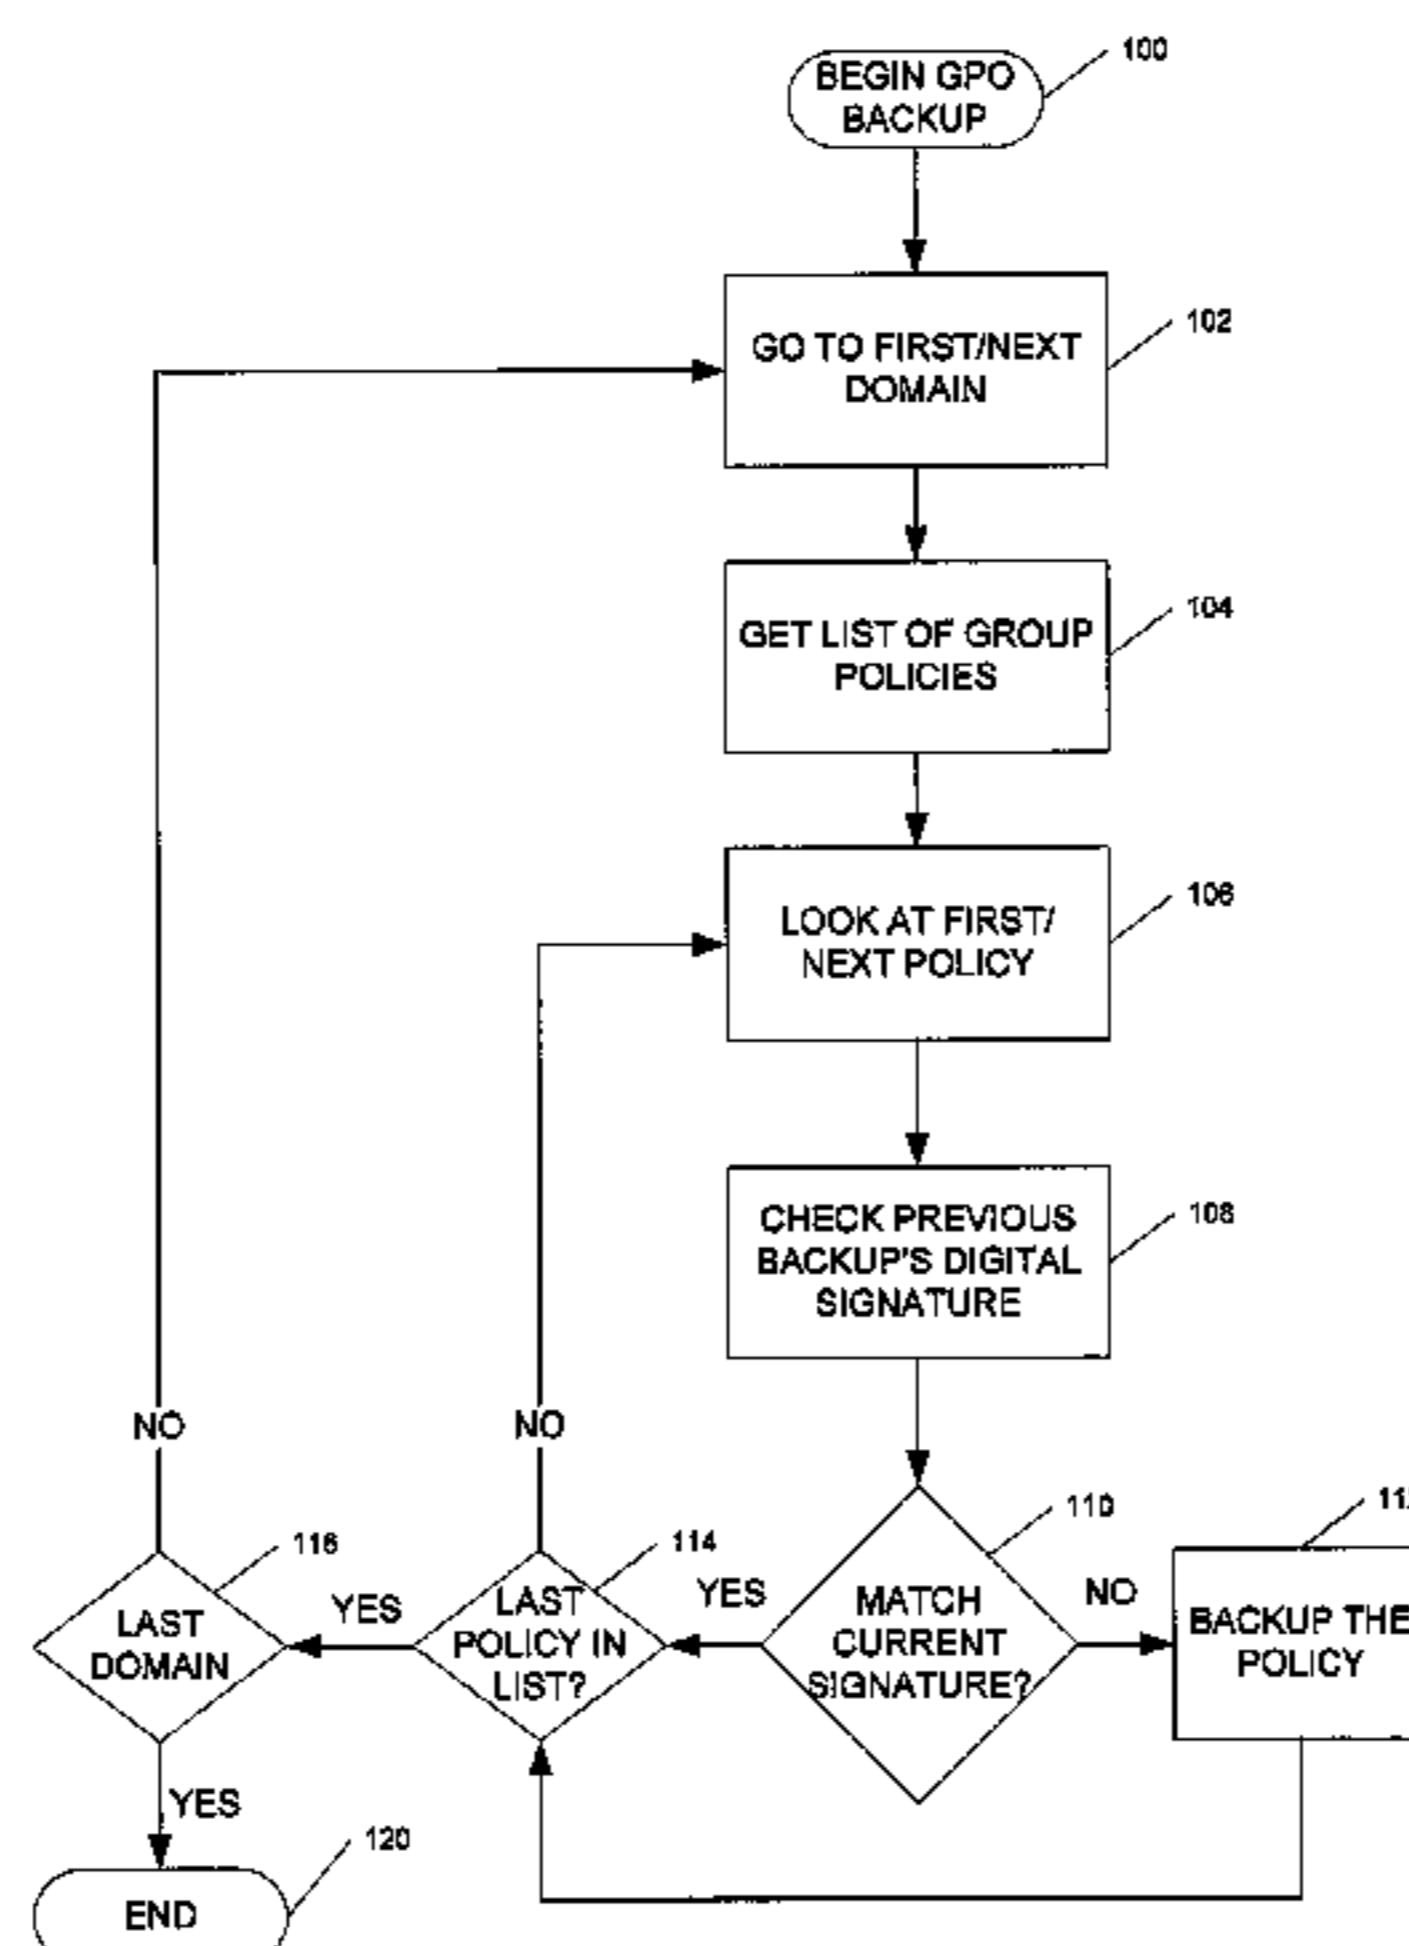 100
BEGIN GPO
BACKUP
102
GO TO FIRST/NEXT
DOMAIN
104
GET LIST OF GROUP
POLICIES
106
LOOK AT FIRST/
NEXT POLICY
108
CHECK PREVIOUS
BACKUP'S DIGITAL
SIGNATURE
NO
NO
110
116
114
LAST
DOMAIN
YES
LAST
POLICY IN
LIST?
YES
MATCH
CURRENT
SIGNATURE?
NO
BACKUP THE
POLICY
YES
120
END